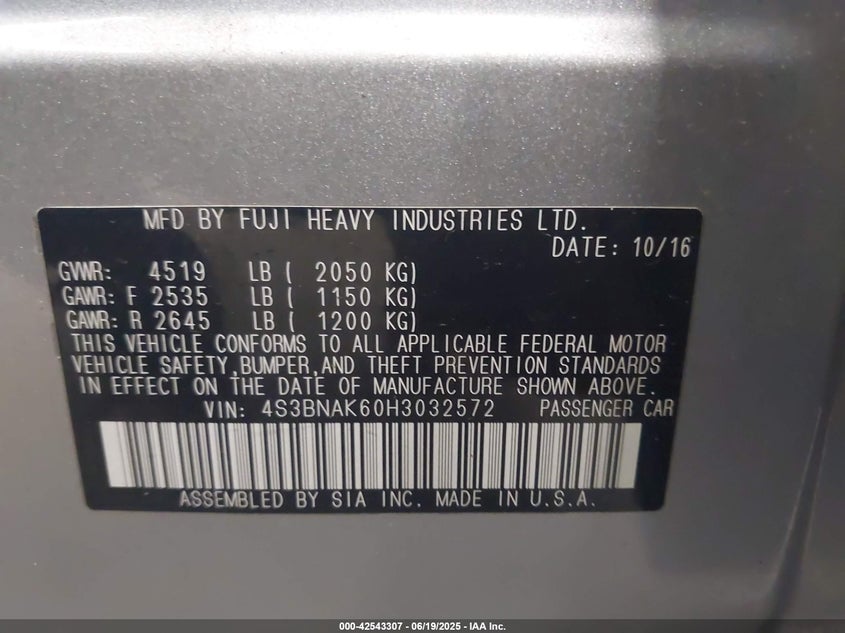 MFD BY FUJI HEAVY INDUSTRIES LTD.
DATE: 10/16
GVWR: 4519 LB ( 2050 KG)
GAWR: F 2535 LB ( 1150 KG)
GAWR: R 2645 LB ( 1200 KG)
THIS VEHICLE CONFORMS TO ALL APPLICABLE FEDERAL MOTOR
VEHICLE SAFETY,BUMPER,AND THEFT PREVENTION STANDARDS
IN EFFECT ON THE DATE OF MANUFACTURE SHOWN ABOVE.
VIN: 4S3BNAK60H3032572 PASSENGER CAR
ASSEMBLED BY SIA INC. MADE IN U.S.A.
000-42543307 - 06/19/2025 - IAA Inc.